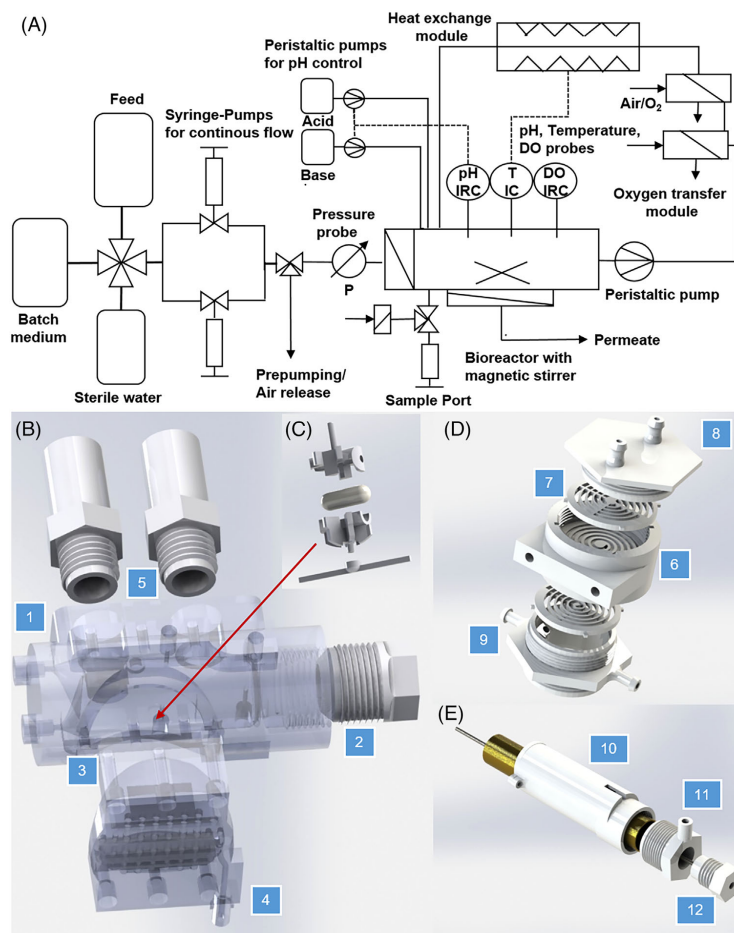 (A)
Heat exchange
module
Peristaltic pumps
for pH control
Feed
Syringe-Pumps
for continous flow
Acid
Air/O2
pH, Temperature,
DO probes
Base
pH
IRC
T
IC
DO
IRC
Oxygen transfer
module
Pressure
probe
P
Peristaltic pump
Batch
medium
Permeate
Bioreactor with
magnetic stirrer
Prepumping/
Air release
Sterile water
Sample Port
(B)
(C)
(D)
8
7
5
6
1
9
2
(E)
10
3
11
4
12